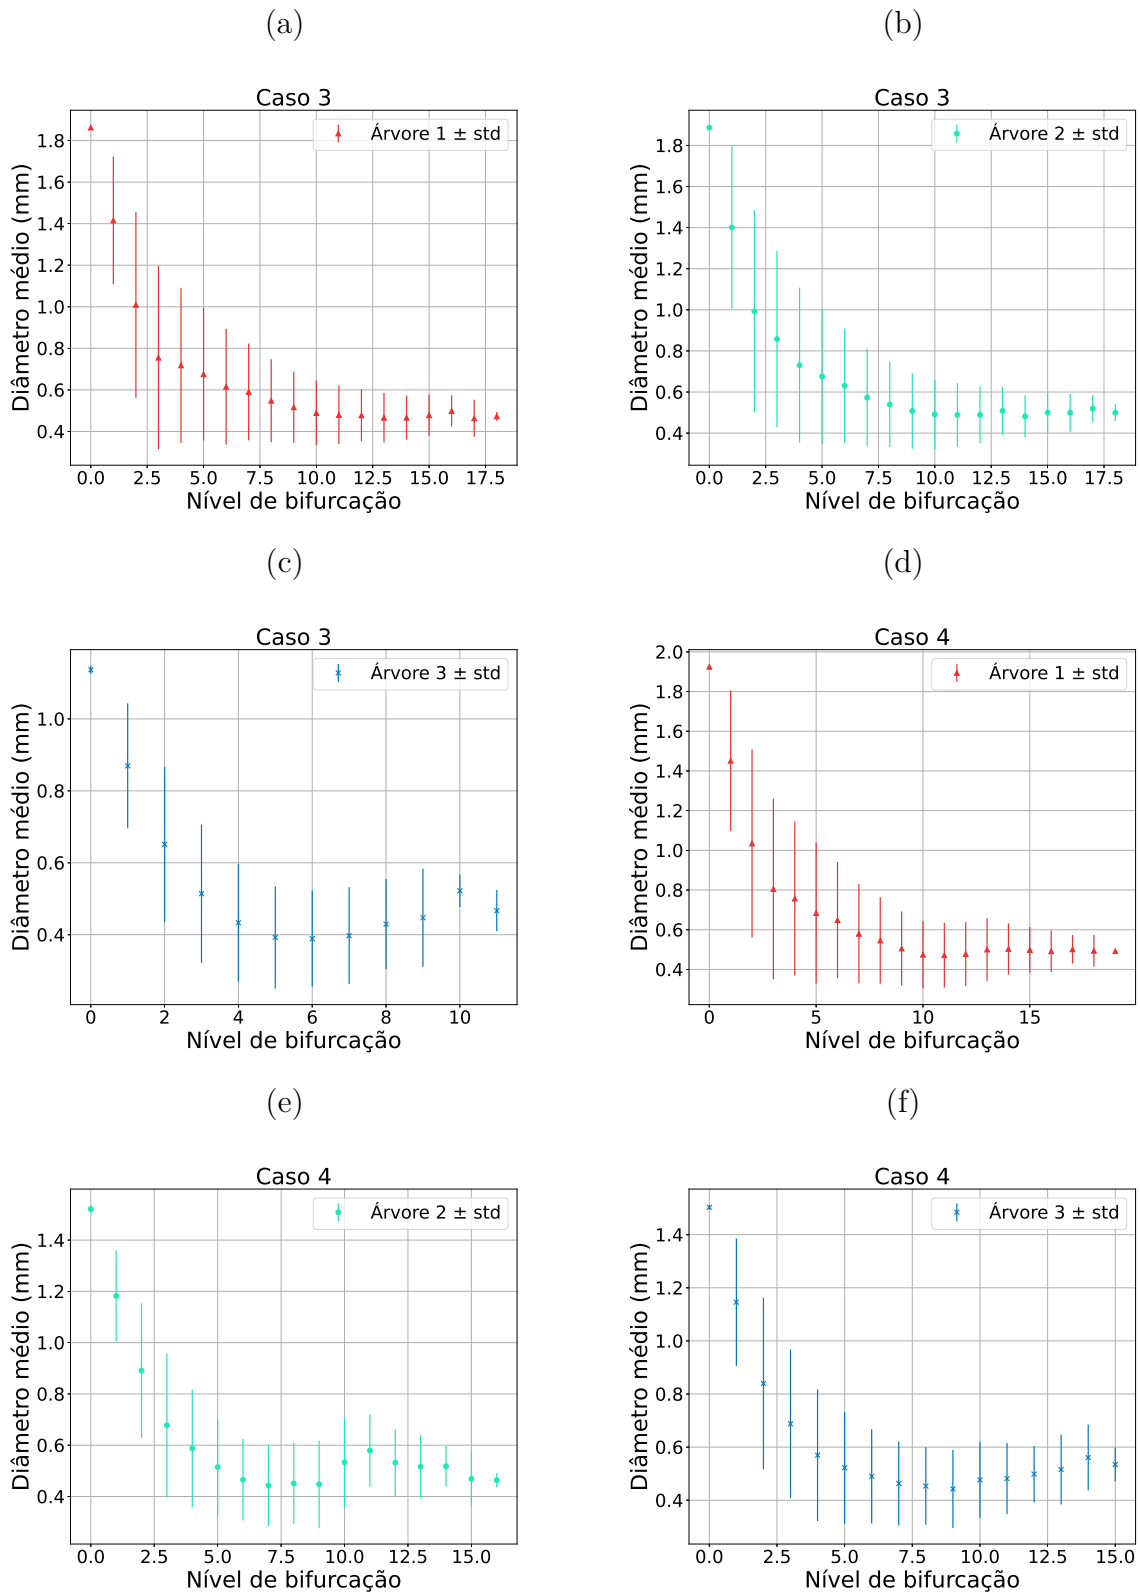 (a)
Caso 3
Árvore 1 ± std
Diâmetro médio (mm)
1.8
1.6
1.4
1.2
1.0
0.8
0.6
0.4
0.0 2.5 5.0 7.5 10.0 12.5 15.0 17.5
Nível de bifurcação
(b)
Caso 3
Árvore 2 ± std
Diâmetro médio (mm)
1.8
1.6
1.4
1.2
1.0
0.8
0.6
0.4
0.0 2.5 5.0 7.5 10.0 12.5 15.0 17.5
Nível de bifurcação
(c)
Caso 3
Árvore 3 ± std
Diâmetro médio (mm)
1.0
0.8
0.6
0.4
0 2 4 6 8 10
Nível de bifurcação
(d)
Caso 4
Árvore 1 ± std
Diâmetro médio (mm)
2.0
1.8
1.6
1.4
1.2
1.0
0.8
0.6
0.4
0 5 10 15
Nível de bifurcação
(e)
Caso 4
Árvore 2 ± std
Diâmetro médio (mm)
1.4
1.2
1.0
0.8
0.6
0.4
0.0 2.5 5.0 7.5 10.0 12.5 15.0
Nível de bifurcação
(f)
Caso 4
Árvore 3 ± std
Diâmetro médio (mm)
1.4
1.2
1.0
0.8
0.6
0.4
0.0 2.5 5.0 7.5 10.0 12.5 15.0
Nível de bifurcação